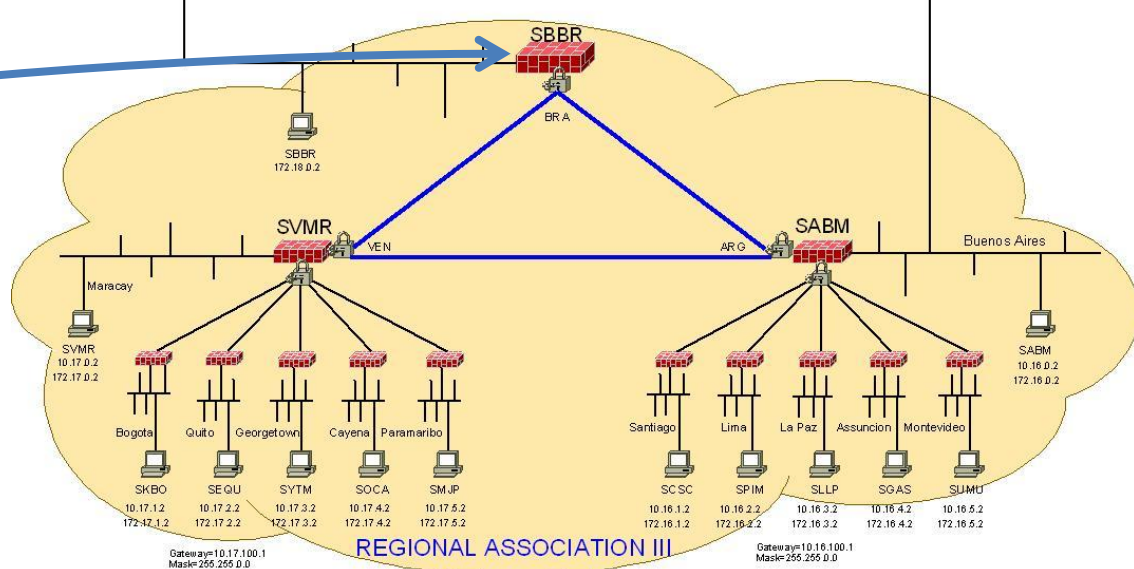 SBBR
BRA
SBBR
172.18.0.2
SVMR
VEN
ARG
SABM
Buenos Aires
Maracay
SVMR
10.17.0.2
172.17.0.2
SABM
10.16.0.2
172.16.0.2
Bogota
Quito
Georgetown
Cayena
Paramaribo
Santiago
Lima
La Paz
Assuncion
Montevideo
SKBO
10.17.1.2
172.17.1.2
SEQU
10.17.2.2
172.17.2.2
SYTM
10.17.3.2
172.17.3.2
SOCA
10.17.4.2
172.17.4.2
SMJP
10.17.5.2
172.17.5.2
SCSC
10.16.1.2
172.16.1.2
SPIM
10.16.2.2
172.16.2.2
SLLP
10.16.3.2
172.16.3.2
SGAS
10.16.4.2
172.16.4.2
SUMU
10.16.5.2
172.16.5.2
Gateway=10.17.100.1
Mask=255.255.0.0
REGIONAL ASSOCIATION III
Gateway=10.16.100.1
Mask=255.255.0.0